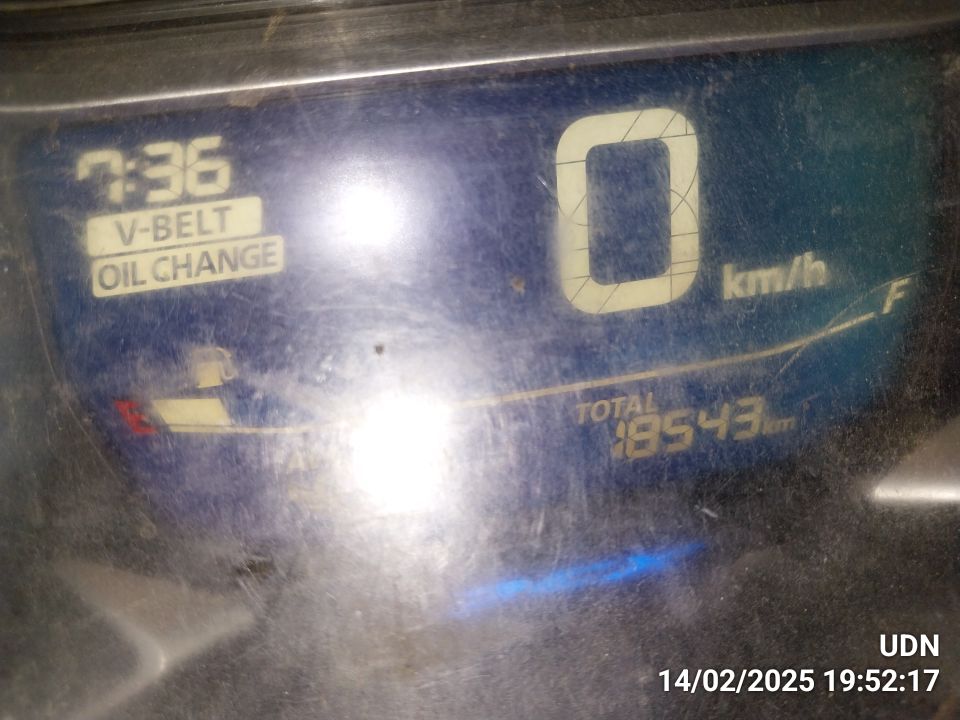 7:36
V-BELT
OIL CHANGE
0 km/h
F
E
TOTAL
18543 km
UDN
14/02/2025 19:52:17